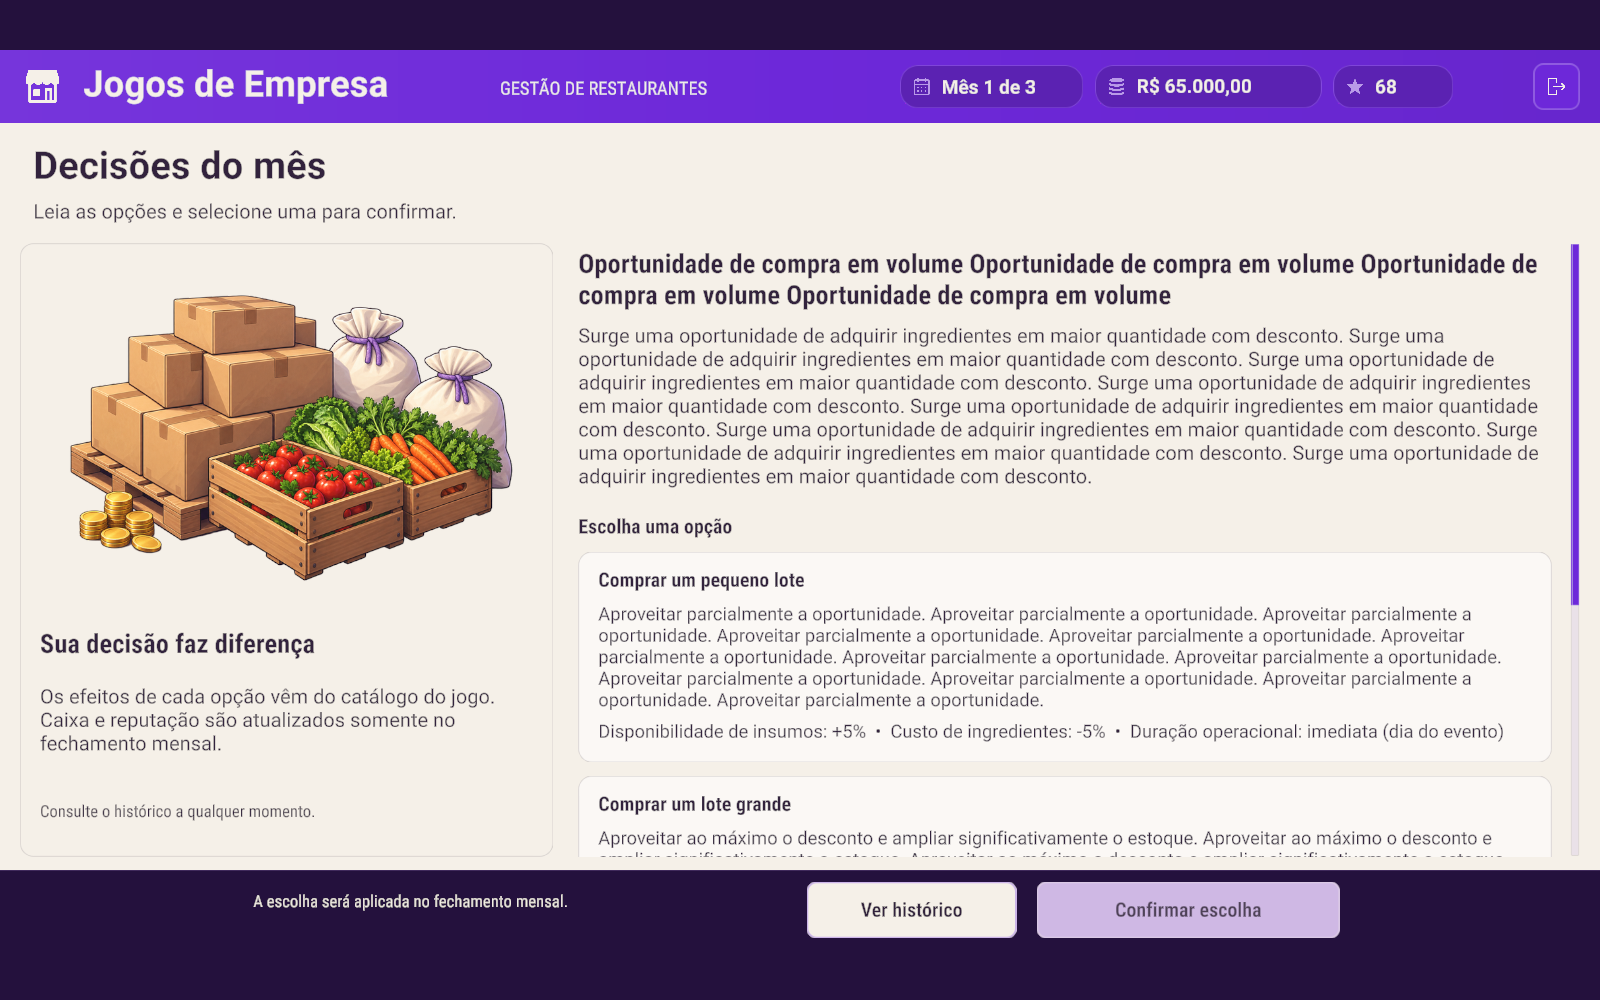 Jogos de Empresa
GESTÃO DE RESTAURANTES
Mês 1 de 3
R$ 65.000,00
68
Decisões do mês
Leia as opções e selecione uma para confirmar.
Sua decisão faz diferença
Os efeitos de cada opção vêm do catálogo do jogo.
Caixa e reputação são atualizados somente no
fechamento mensal.
Consulte o histórico a qualquer momento.
Oportunidade de compra em volume Oportunidade de compra em volume Oportunidade de
compra em volume Oportunidade de compra em volume
Surge uma oportunidade de adquirir ingredientes em maior quantidade com desconto. Surge uma
oportunidade de adquirir ingredientes em maior quantidade com desconto. Surge uma oportunidade de
adquirir ingredientes em maior quantidade com desconto. Surge uma oportunidade de adquirir ingredientes
em maior quantidade com desconto. Surge uma oportunidade de adquirir ingredientes em maior quantidade
com desconto. Surge uma oportunidade de adquirir ingredientes em maior quantidade com desconto. Surge
uma oportunidade de adquirir ingredientes em maior quantidade com desconto. Surge uma oportunidade de
adquirir ingredientes em maior quantidade com desconto.
Escolha uma opção
Comprar um pequeno lote
Aproveitar parcialmente a oportunidade. Aproveitar parcialmente a oportunidade. Aproveitar parcialmente a
oportunidade. Aproveitar parcialmente a oportunidade. Aproveitar parcialmente a oportunidade. Aproveitar
parcialmente a oportunidade. Aproveitar parcialmente a oportunidade. Aproveitar parcialmente a oportunidade.
Aproveitar parcialmente a oportunidade. Aproveitar parcialmente a oportunidade. Aproveitar parcialmente a
oportunidade. Aproveitar parcialmente a oportunidade.
Disponibilidade de insumos: +5% • Custo de ingredientes: -5% • Duração operacional: imediata (dia do evento)
Comprar um lote grande
Aproveitar ao máximo o desconto e ampliar significativamente o estoque. Aproveitar ao máximo o desconto e
A escolha será aplicada no fechamento mensal.
Ver histórico
Confirmar escolha